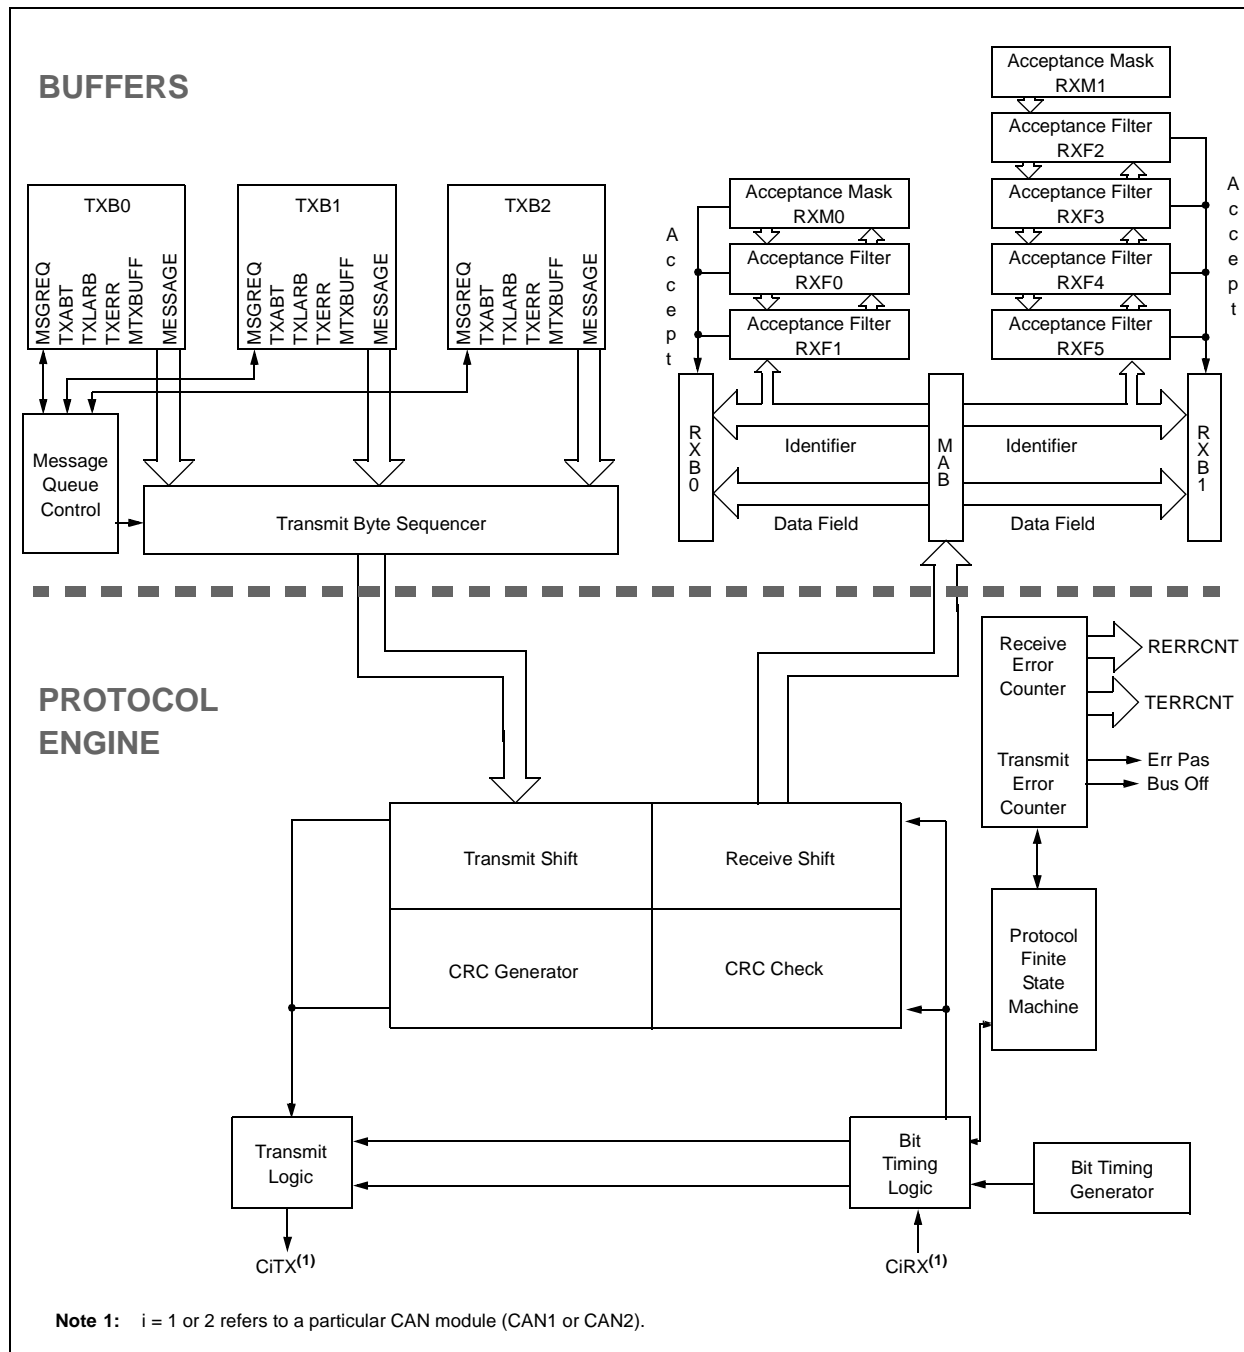 BUFFERS
Acceptance Mask
RXM1
Acceptance Filter
RXF2
Acceptance Filter
RXF3
Acceptance Filter
RXF4
Acceptance Filter
RXF5
Accept
Acceptance Mask
RXM0
Acceptance Filter
RXF0
Acceptance Filter
RXF1
Accept
TXB0
MSGREQ
TXABT
TXLARB
TXERR
MTXBUFF
MESSAGE
TXB1
MSGREQ
TXABT
TXLARB
TXERR
MTXBUFF
MESSAGE
TXB2
MSGREQ
TXABT
TXLARB
TXERR
MTXBUFF
MESSAGE
Message
Queue
Control
Transmit Byte Sequencer
RXB0
Identifier
MAB
Identifier
RXB1
Data Field
Data Field
PROTOCOL
ENGINE
Receive
Error
Counter
RERRCNT
TERRCNT
Transmit
Error
Counter
Err Pas
Bus Off
Transmit Shift
Receive Shift
CRC Generator
CRC Check
Protocol
Finite
State
Machine
Transmit
Logic
Bit
Timing
Logic
Bit Timing
Generator
CiTX(1)
CiRX(1)
Note 1: i = 1 or 2 refers to a particular CAN module (CAN1 or CAN2).